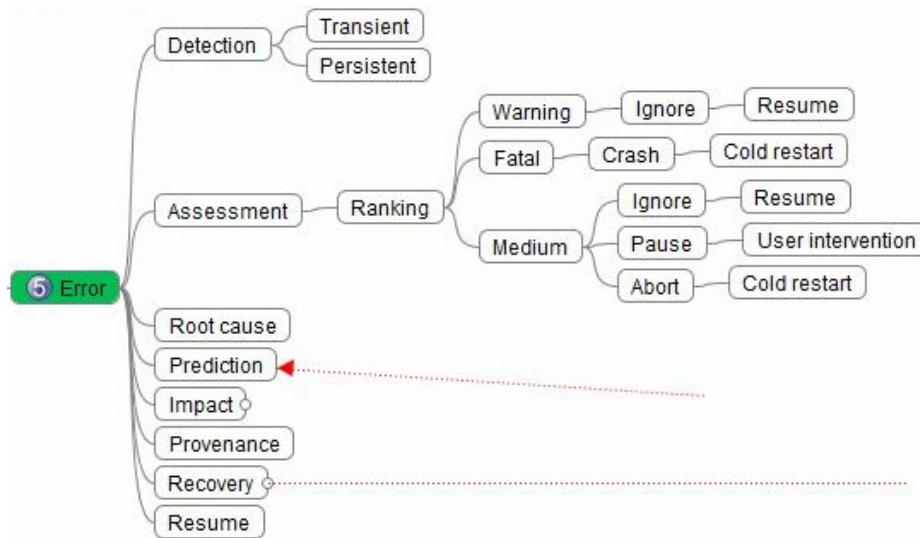 Transient
Detection
Persistent
Warning
Ignore
Resume
Fatal
Crash
Cold restart
Assessment
Ranking
Ignore
Resume
Medium
Pause
User intervention
Abort
Cold restart
5 Error
Root cause
Prediction
Impact
Provenance
Recovery
Resume